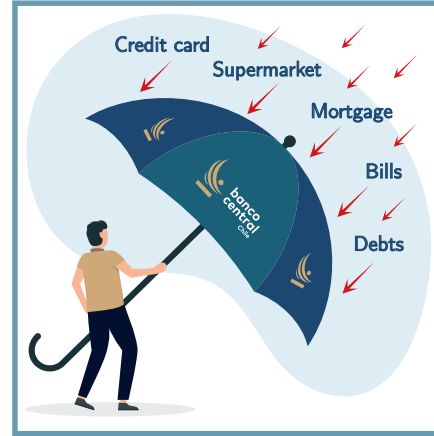 Credit card
Supermarket
Mortgage
Bills
Debts
banco
central
Chile